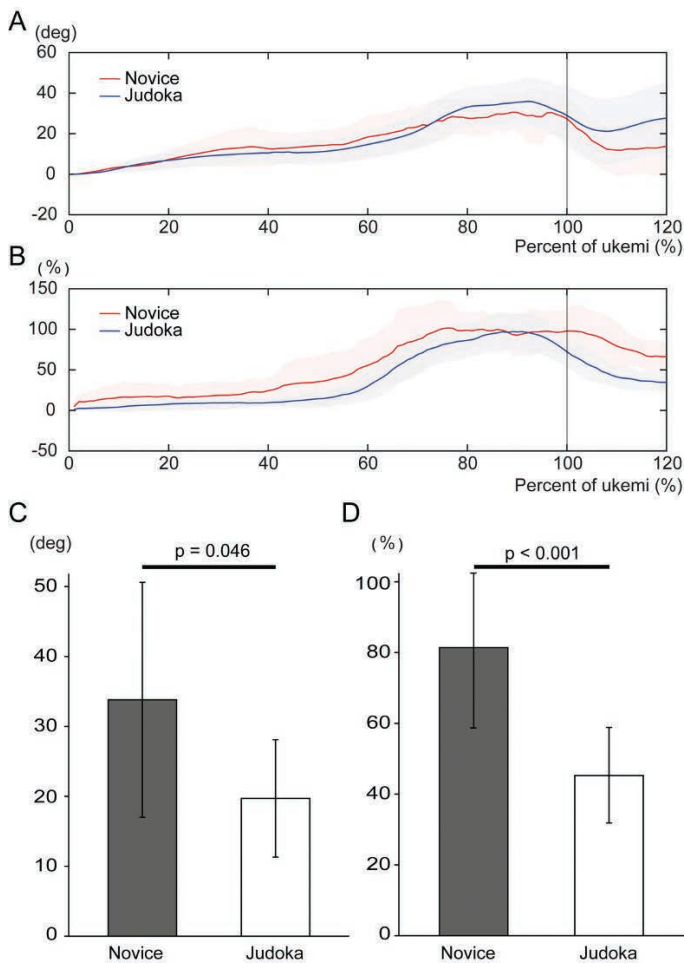 A
(deg)
60
40
20
0
-20
Novice
Judoka
0 20 40 60 80 100 120
Percent of ukemi (%)
B
(%)
150
100
50
0
-50
Novice
Judoka
0 20 40 60 80 100 120
Percent of ukemi (%)
C
(deg)
p = 0.046
50
40
30
20
10
0
Novice Judoka
D
(%)
p < 0.001
100
80
60
40
20
0
Novice Judoka